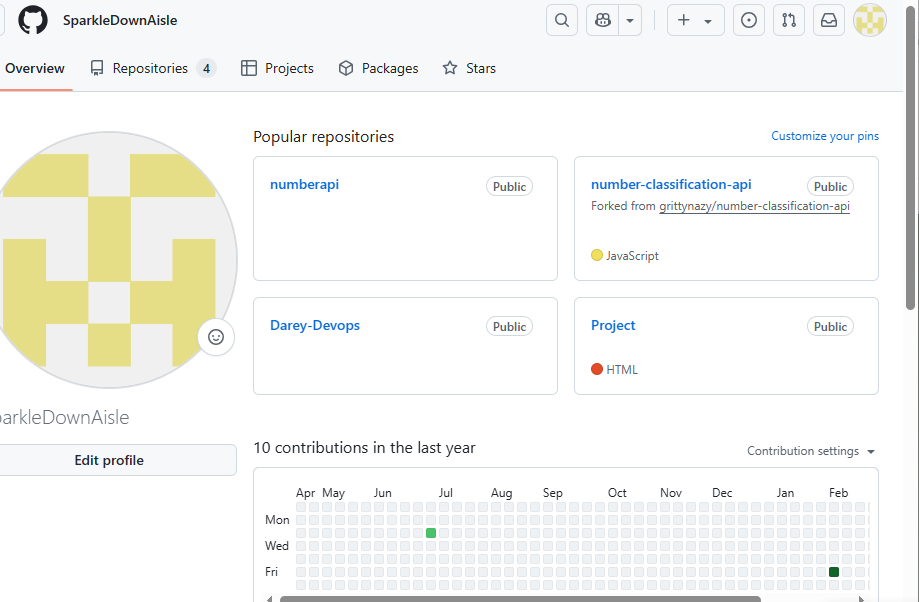 SparkleDownAisle
Overview
Repositories 4
Projects
Packages
Stars
Popular repositories
Customize your pins
numberapi
Public
number-classification-api
Public
Forked from grittynazy/number-classification-api
JavaScript
Darey-Devops
Public
Project
Public
HTML
arkleDownAisle
Edit profile
10 contributions in the last year
Contribution settings
Apr May Jun Jul Aug Sep Oct Nov Dec Jan Feb
Mon
Wed
Fri